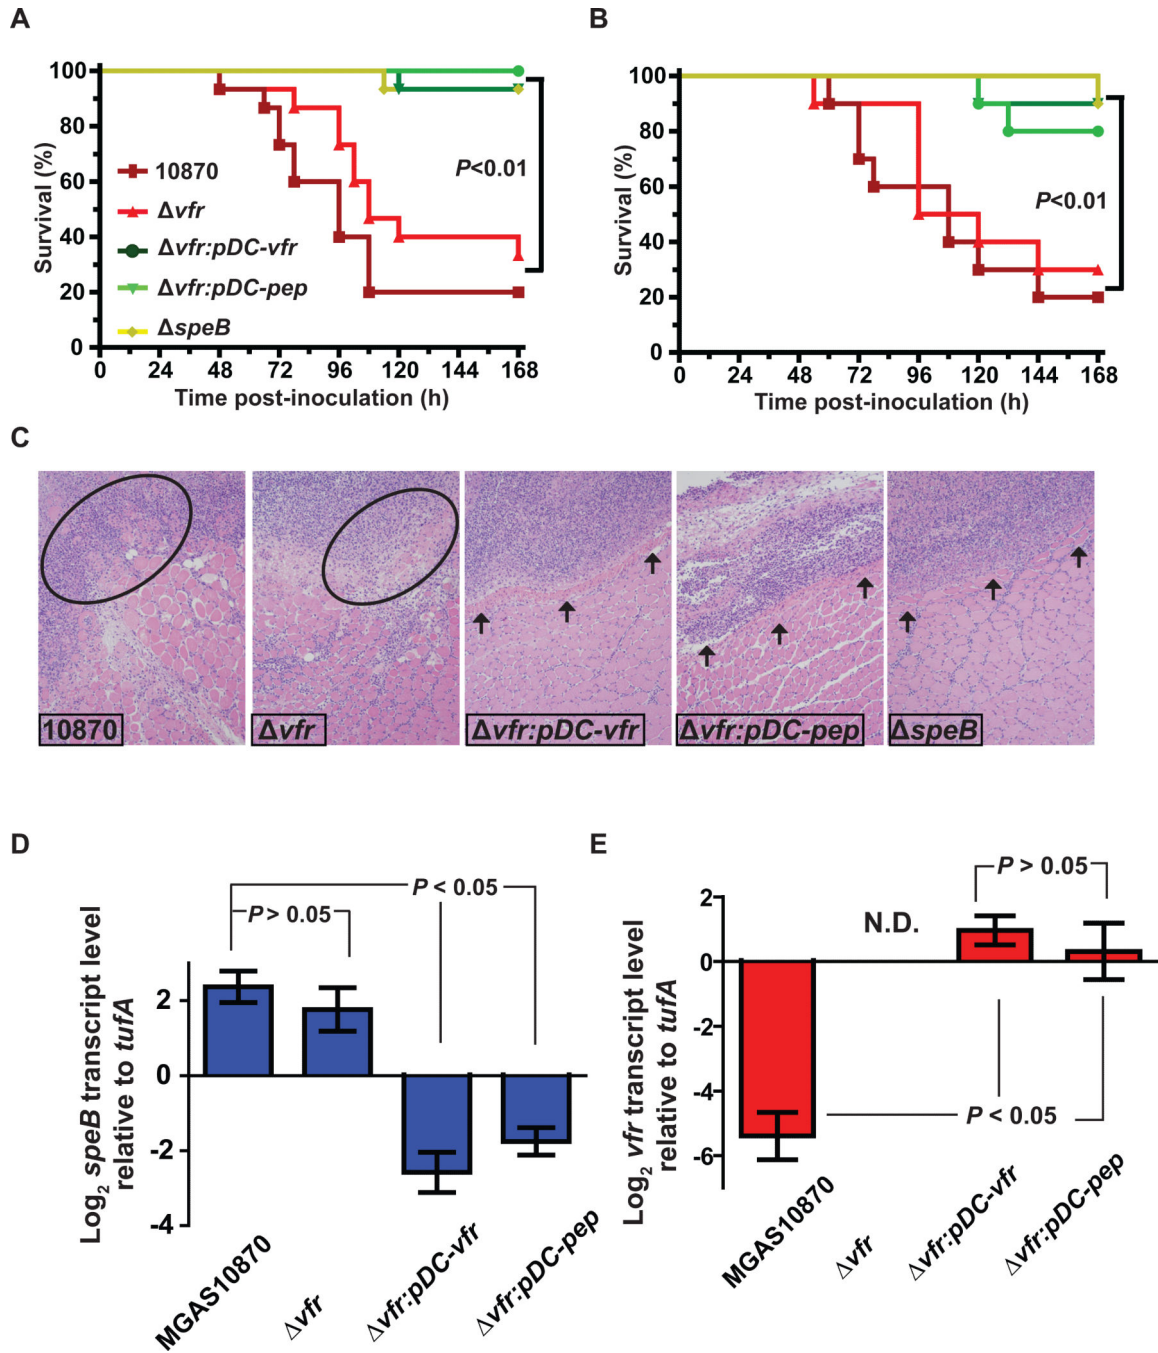 A
100
80
60
40
20
0
Survival (%)
10870
Δvfr
Δvfr:pDC-vfr
Δvfr:pDC-pep
ΔspeB
P<0.01
0 24 48 72 96 120 144 168
Time post-inoculation (h)
B
100
80
60
40
20
0
Survival (%)
P<0.01
0 24 48 72 96 120 144 168
Time post-inoculation (h)
C
10870
Δvfr
Δvfr:pDC-vfr
Δvfr:pDC-pep
ΔspeB
D
Log2 speB transcript level
relative to tufA
2
0
-2
-4
P < 0.05
P > 0.05
MGAS10870
Δvfr
Δvfr:pDC-vfr
Δvfr:pDC-pep
E
Log2 vfr transcript level
relative to tufA
2
0
-2
-4
-6
N.D.
P > 0.05
P < 0.05
MGAS10870
Δvfr
Δvfr:pDC-vfr
Δvfr:pDC-pep